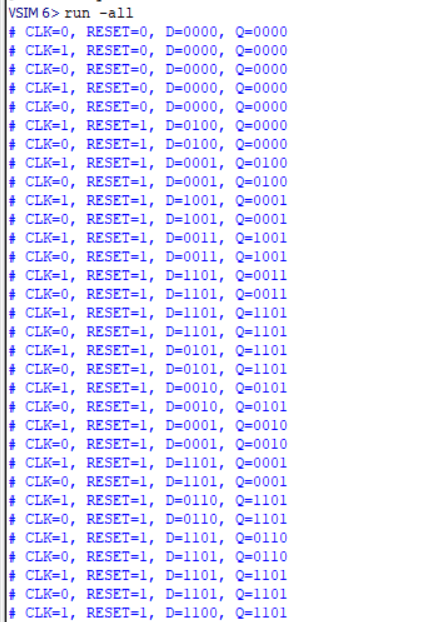 VSIM 6> run -all
# CLK=0, RESET=0, D=0000, Q=0000
# CLK=1, RESET=0, D=0000, Q=0000
# CLK=0, RESET=0, D=0000, Q=0000
# CLK=1, RESET=0, D=0000, Q=0000
# CLK=0, RESET=0, D=0000, Q=0000
# CLK=1, RESET=1, D=0100, Q=0000
# CLK=0, RESET=1, D=0100, Q=0000
# CLK=1, RESET=1, D=0001, Q=0100
# CLK=0, RESET=1, D=0001, Q=0100
# CLK=1, RESET=1, D=1001, Q=0001
# CLK=0, RESET=1, D=1001, Q=0001
# CLK=1, RESET=1, D=0011, Q=1001
# CLK=0, RESET=1, D=0011, Q=1001
# CLK=1, RESET=1, D=1101, Q=0011
# CLK=0, RESET=1, D=1101, Q=0011
# CLK=1, RESET=1, D=1101, Q=1101
# CLK=0, RESET=1, D=1101, Q=1101
# CLK=1, RESET=1, D=0101, Q=1101
# CLK=0, RESET=1, D=0101, Q=1101
# CLK=1, RESET=1, D=0010, Q=0101
# CLK=0, RESET=1, D=0010, Q=0101
# CLK=1, RESET=1, D=0001, Q=0010
# CLK=0, RESET=1, D=0001, Q=0010
# CLK=1, RESET=1, D=1101, Q=0001
# CLK=0, RESET=1, D=1101, Q=0001
# CLK=1, RESET=1, D=0110, Q=1101
# CLK=0, RESET=1, D=0110, Q=1101
# CLK=1, RESET=1, D=1101, Q=0110
# CLK=0, RESET=1, D=1101, Q=0110
# CLK=1, RESET=1, D=1101, Q=1101
# CLK=0, RESET=1, D=1101, Q=1101
# CLK=1, RESET=1, D=1100, Q=1101